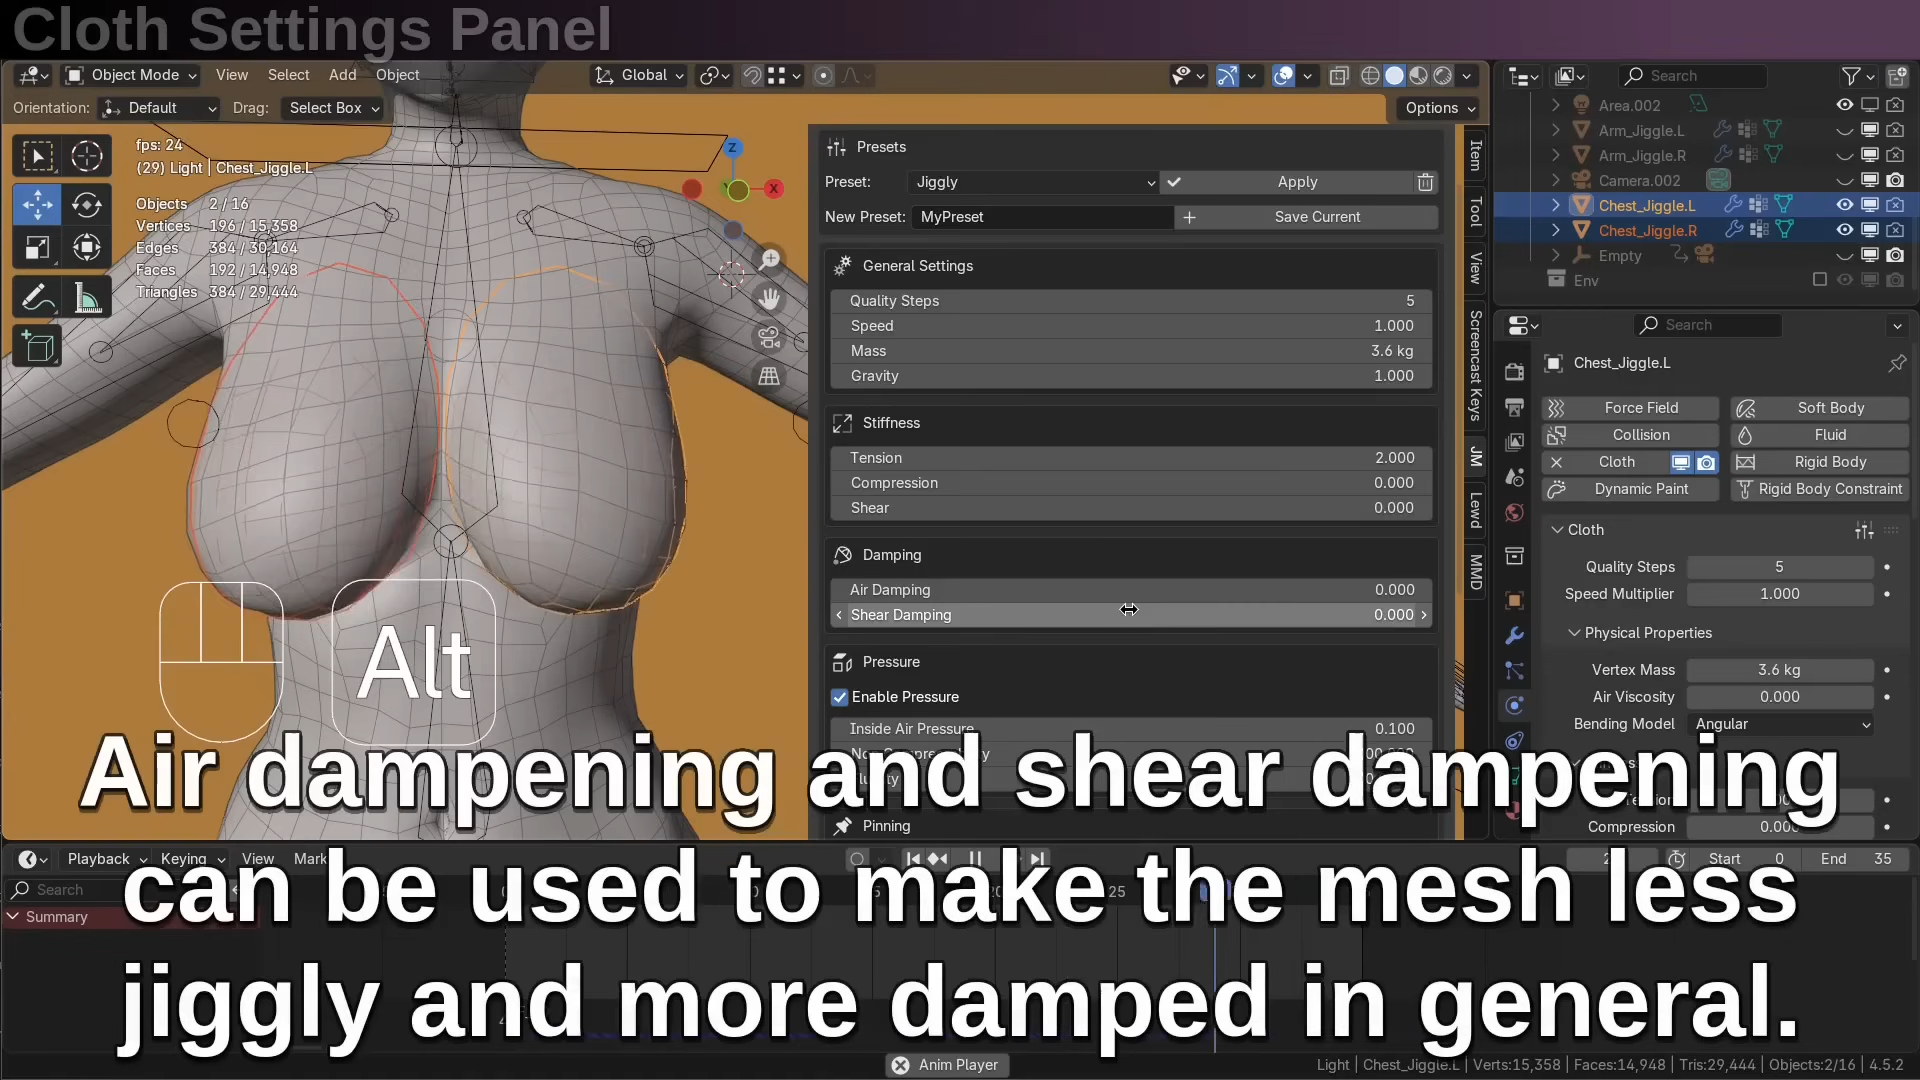 Cloth Settings Panel
Object Mode View Select Add Object Global
Orientation: Default Drag: Select Box Options
fps: 24
(29) Light | Chest_Jiggle.L
Objects 2 / 16
Vertices 196 / 15,358
Edges 384 / 30,164
Faces 192 / 14,948
Triangles 384 / 29,444
Z
X
Presets
Preset: Jiggly Apply
New Preset: MyPreset Save Current
General Settings
Quality Steps 5
Speed 1.000
Mass 3.6 kg
Gravity 1.000
Stiffness
Tension 2.000
Compression 0.000
Shear 0.000
Damping
Air Damping 0.000
Shear Damping 0.000
Pressure
Enable Pressure
Inside Air Pressure 0.100
Pinning
Item
Tool
View
Screencast Keys
JM
Lewd
MMD
Search
Area.002
Arm_Jiggle.L
Arm_Jiggle.R
Camera.002
Chest_Jiggle.L
Chest_Jiggle.R
Empty
Env
Search
Chest_Jiggle.L
Force Field Soft Body
Collision Fluid
Cloth Rigid Body
Dynamic Paint Rigid Body Constraint
Cloth
Quality Steps 5
Speed Multiplier 1.000
Physical Properties
Vertex Mass 3.6 kg
Air Viscosity 0.000
Bending Model Angular
Compression 0.000
Alt
Air dampening and shear dampening
can be used to make the mesh less
jiggly and more damped in general.
Playback Keying View Start 0 End 35
Search 25
Summary
Anim Player
Light | Chest_Jiggle.L | Verts:15,358 | Faces:14,948 | Tris:29,444 | Objects:2/16 | 4.5.2